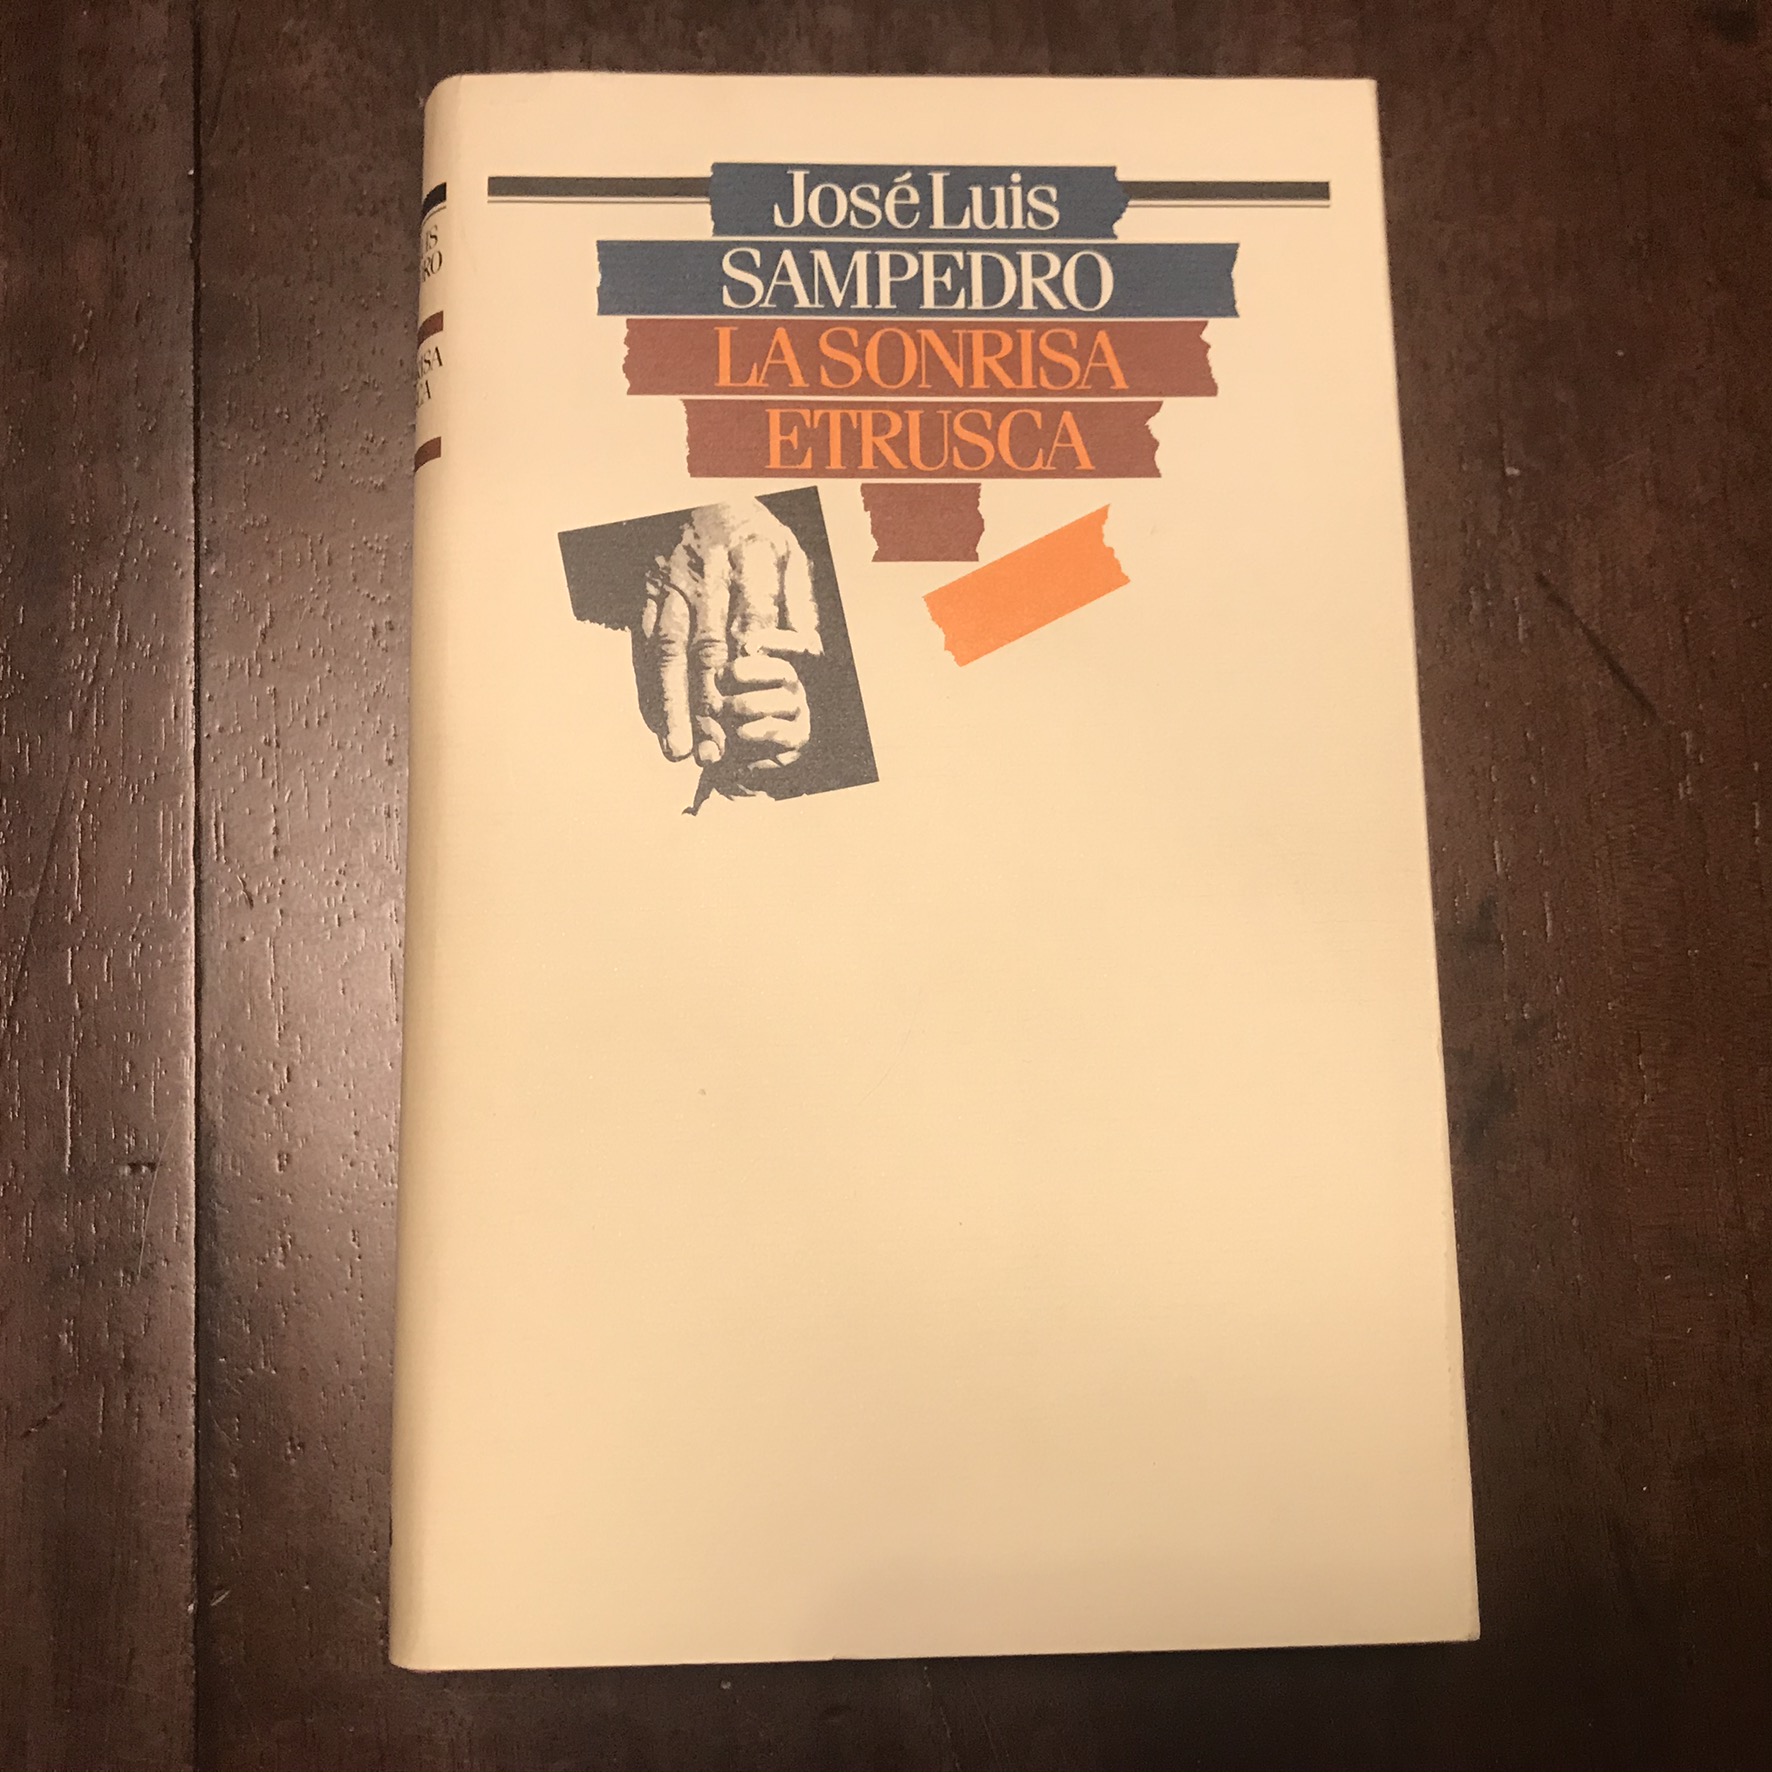 José Luis
SAMPEDRO
LA SONRISA
ETRUSCA